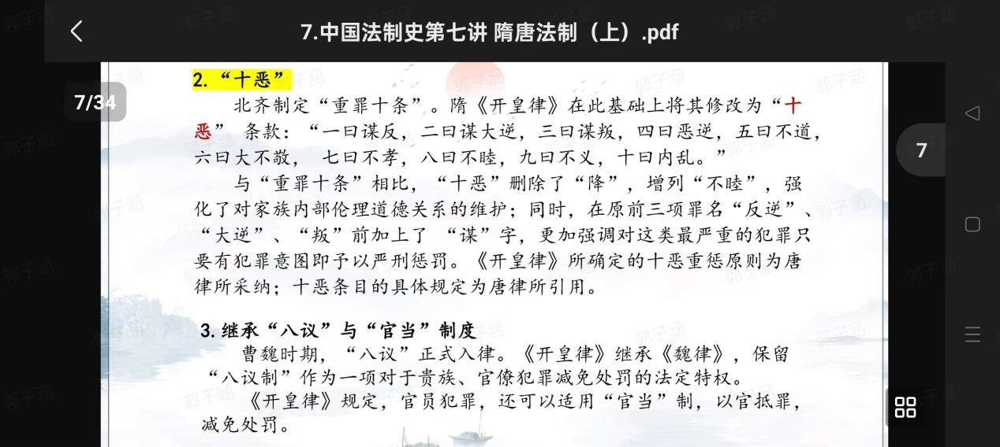 7.中国法制史第七讲 隋唐法制（上）.pdf
7/34
7
2. “十恶”
北齐制定“重罪十条”。隋《开皇律》在此基础上将其修改为“十
恶” 条款：“一曰谋反，二曰谋大逆，三曰谋叛，四曰恶逆，五曰不道，
六曰大不敬， 七曰不孝，八曰不睦，九曰不义，十曰内乱。”
与“重罪十条”相比，“十恶”删除了“降”，增列“不睦”，强
化了对家族内部伦理道德关系的维护；同时，在原前三项罪名“反逆”、
“大逆”、“叛”前加上了 “谋”字，更加强调对这类最严重的犯罪只
要有犯罪意图即予以严刑惩罚。《开皇律》所确定的十恶重惩原则为唐
律所采纳；十恶条目的具体规定为唐律所引用。
3. 继承“八议”与“官当”制度
曹魏时期，“八议”正式入律。《开皇律》继承《魏律》，保留
“八议制”作为一项对于贵族、官僚犯罪减免处罚的法定特权。
《开皇律》规定，官员犯罪，还可以适用“官当”制，以官抵罪，
减免处罚。
郭子涵